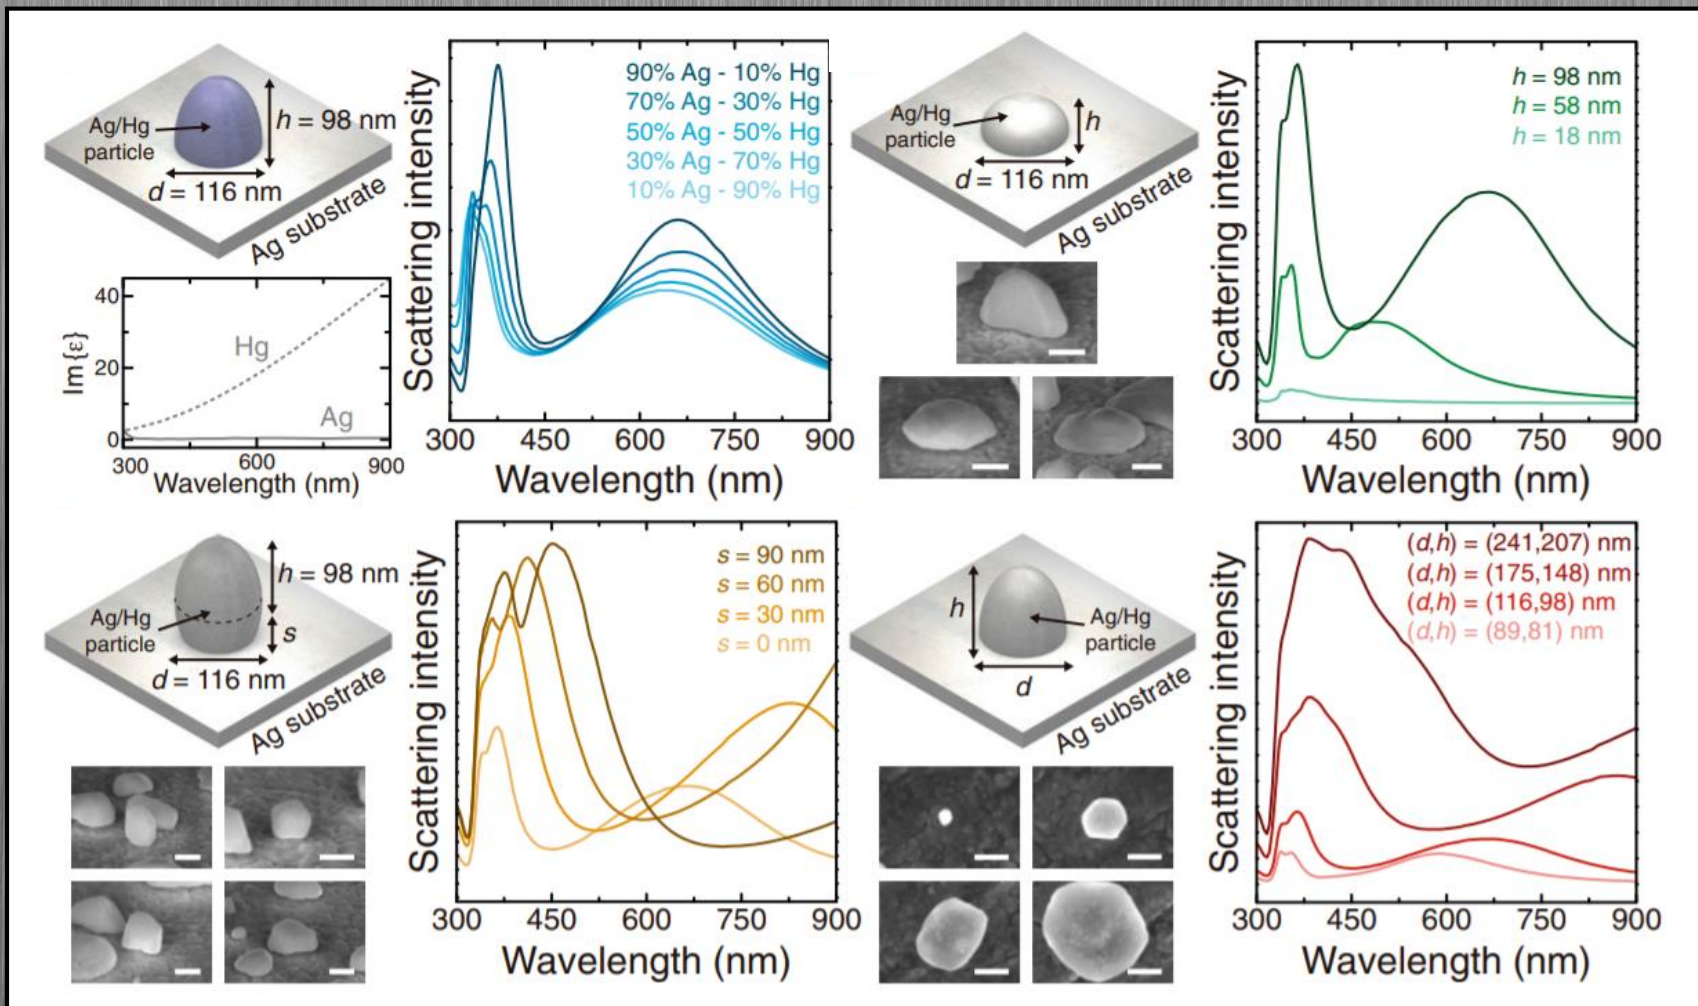 Ag/Hg
particle
h = 98 nm
d = 116 nm
Ag substrate
Im{ε}
40
20
0
Hg
Ag
300
600
900
Wavelength (nm)
Scattering intensity
90% Ag - 10% Hg
70% Ag - 30% Hg
50% Ag - 50% Hg
30% Ag - 70% Hg
10% Ag - 90% Hg
300 450 600 750 900
Wavelength (nm)
Ag/Hg
particle
h
d = 116 nm
Ag substrate
Scattering intensity
h = 98 nm
h = 58 nm
h = 18 nm
300 450 600 750 900
Wavelength (nm)
Ag/Hg
particle
h = 98 nm
s
d = 116 nm
Ag substrate
Scattering intensity
s = 90 nm
s = 60 nm
s = 30 nm
s = 0 nm
300 450 600 750 900
Wavelength (nm)
h
Ag/Hg
particle
d
Ag substrate
Scattering intensity
(d,h) = (241,207) nm
(d,h) = (175,148) nm
(d,h) = (116,98) nm
(d,h) = (89,81) nm
300 450 600 750 900
Wavelength (nm)